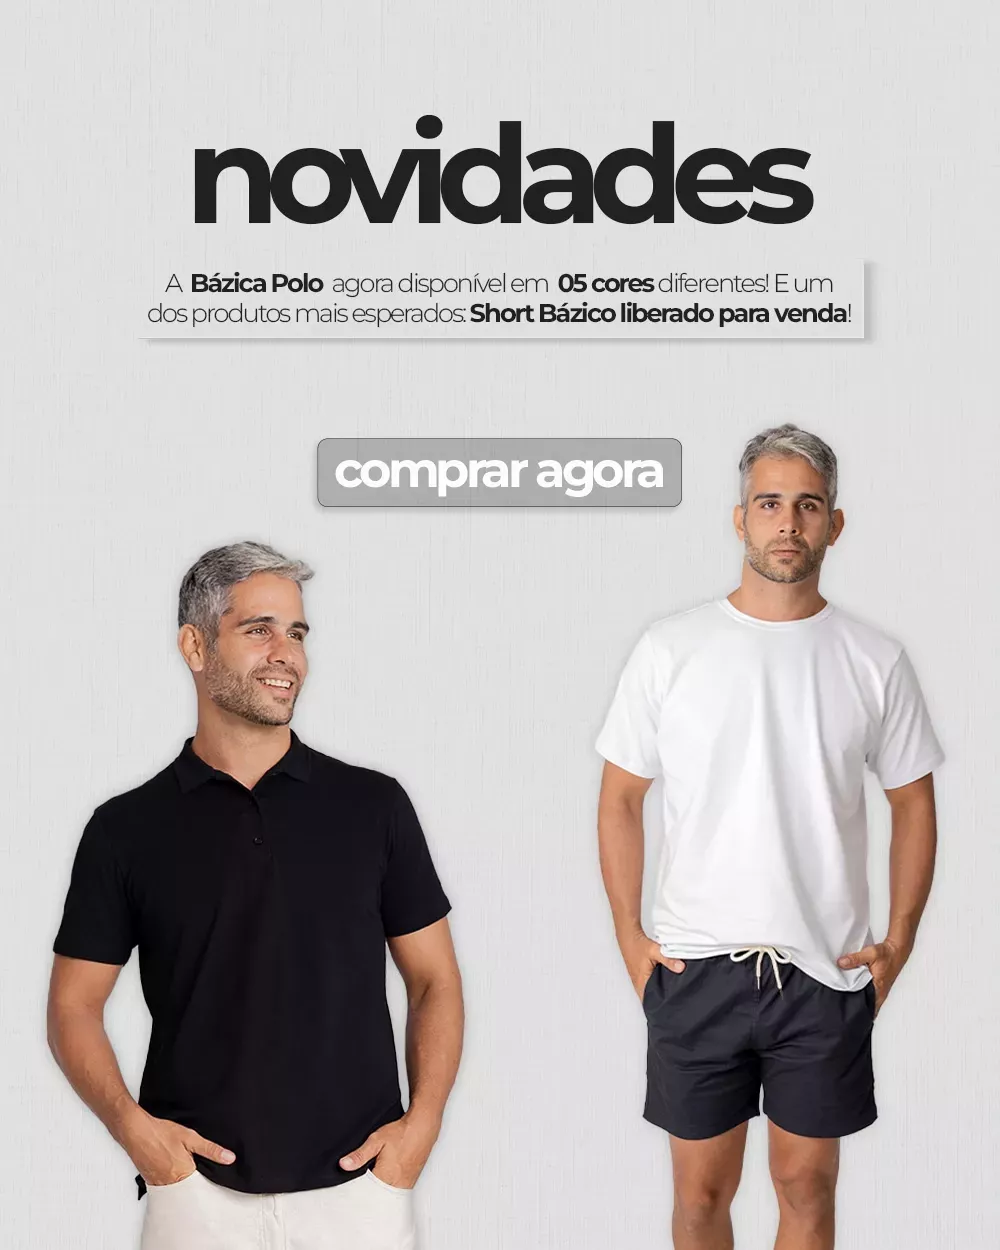 novidades
A Bázica Polo agora disponível em 05 cores diferentes! E um
dos produtos mais esperados: Short Bázico liberado para venda!
comprar agora